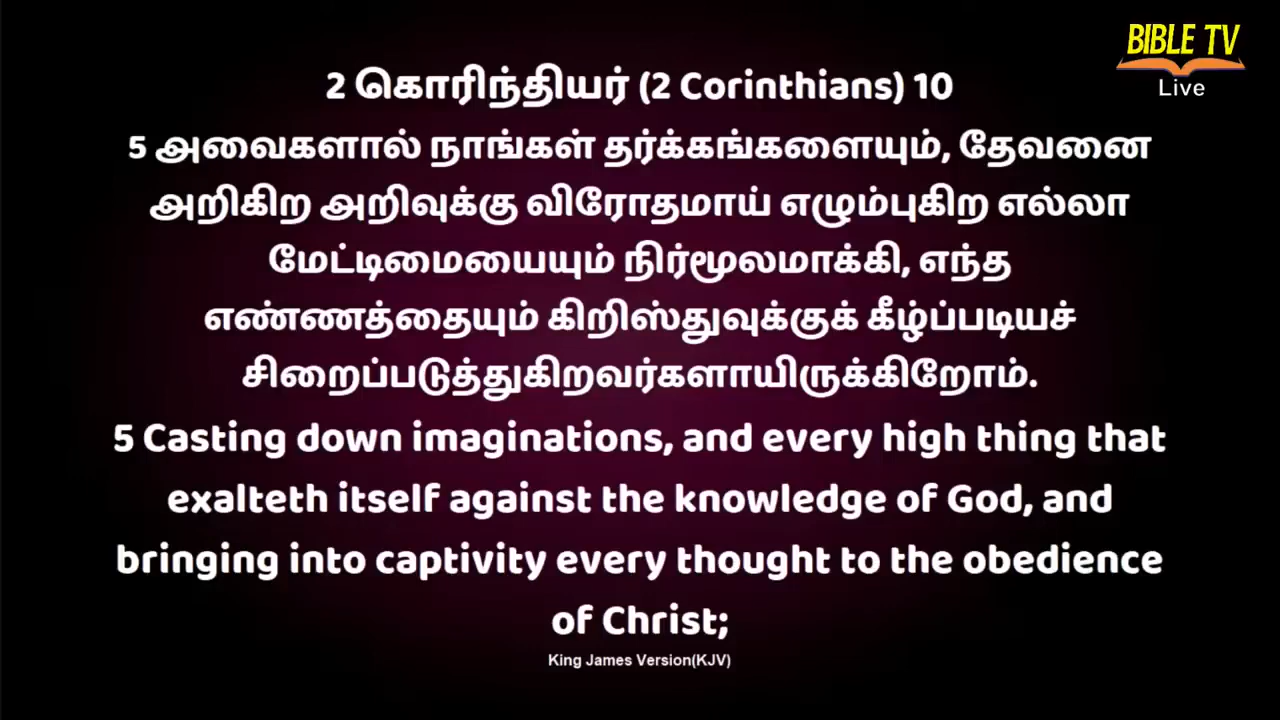 BIBLE TV
Live
2 கொரிந்தியர் (2 Corinthians) 10
5 அவைகளால் நாங்கள் தர்க்கங்களையும், தேவனை
அறிகிற அறிவுக்கு விரோதமாய் எழும்புகிற எல்லா
மேட்டிமையையும் நிர்மூலமாக்கி, எந்த
எண்ணத்தையும் கிறிஸ்துவுக்குக் கீழ்ப்படியச்
சிறைப்படுத்துகிறவர்களாயிருக்கிறோம்.
5 Casting down imaginations, and every high thing that
exalteth itself against the knowledge of God, and
bringing into captivity every thought to the obedience
of Christ;
King James Version(KJV)